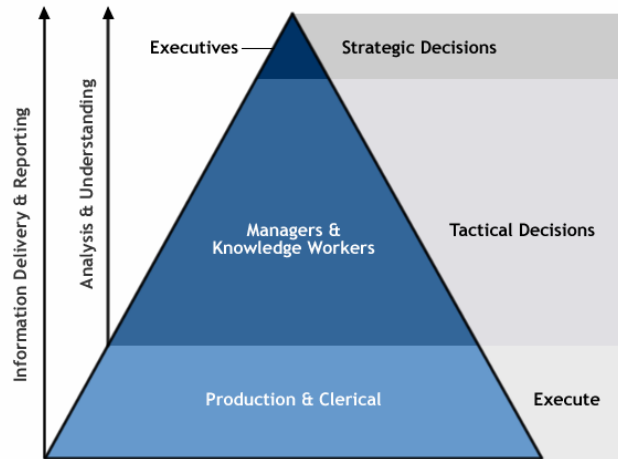 Executives
Strategic Decisions
Information Delivery & Reporting
Analysis & Understanding
Managers &
Knowledge Workers
Tactical Decisions
Production & Clerical
Execute